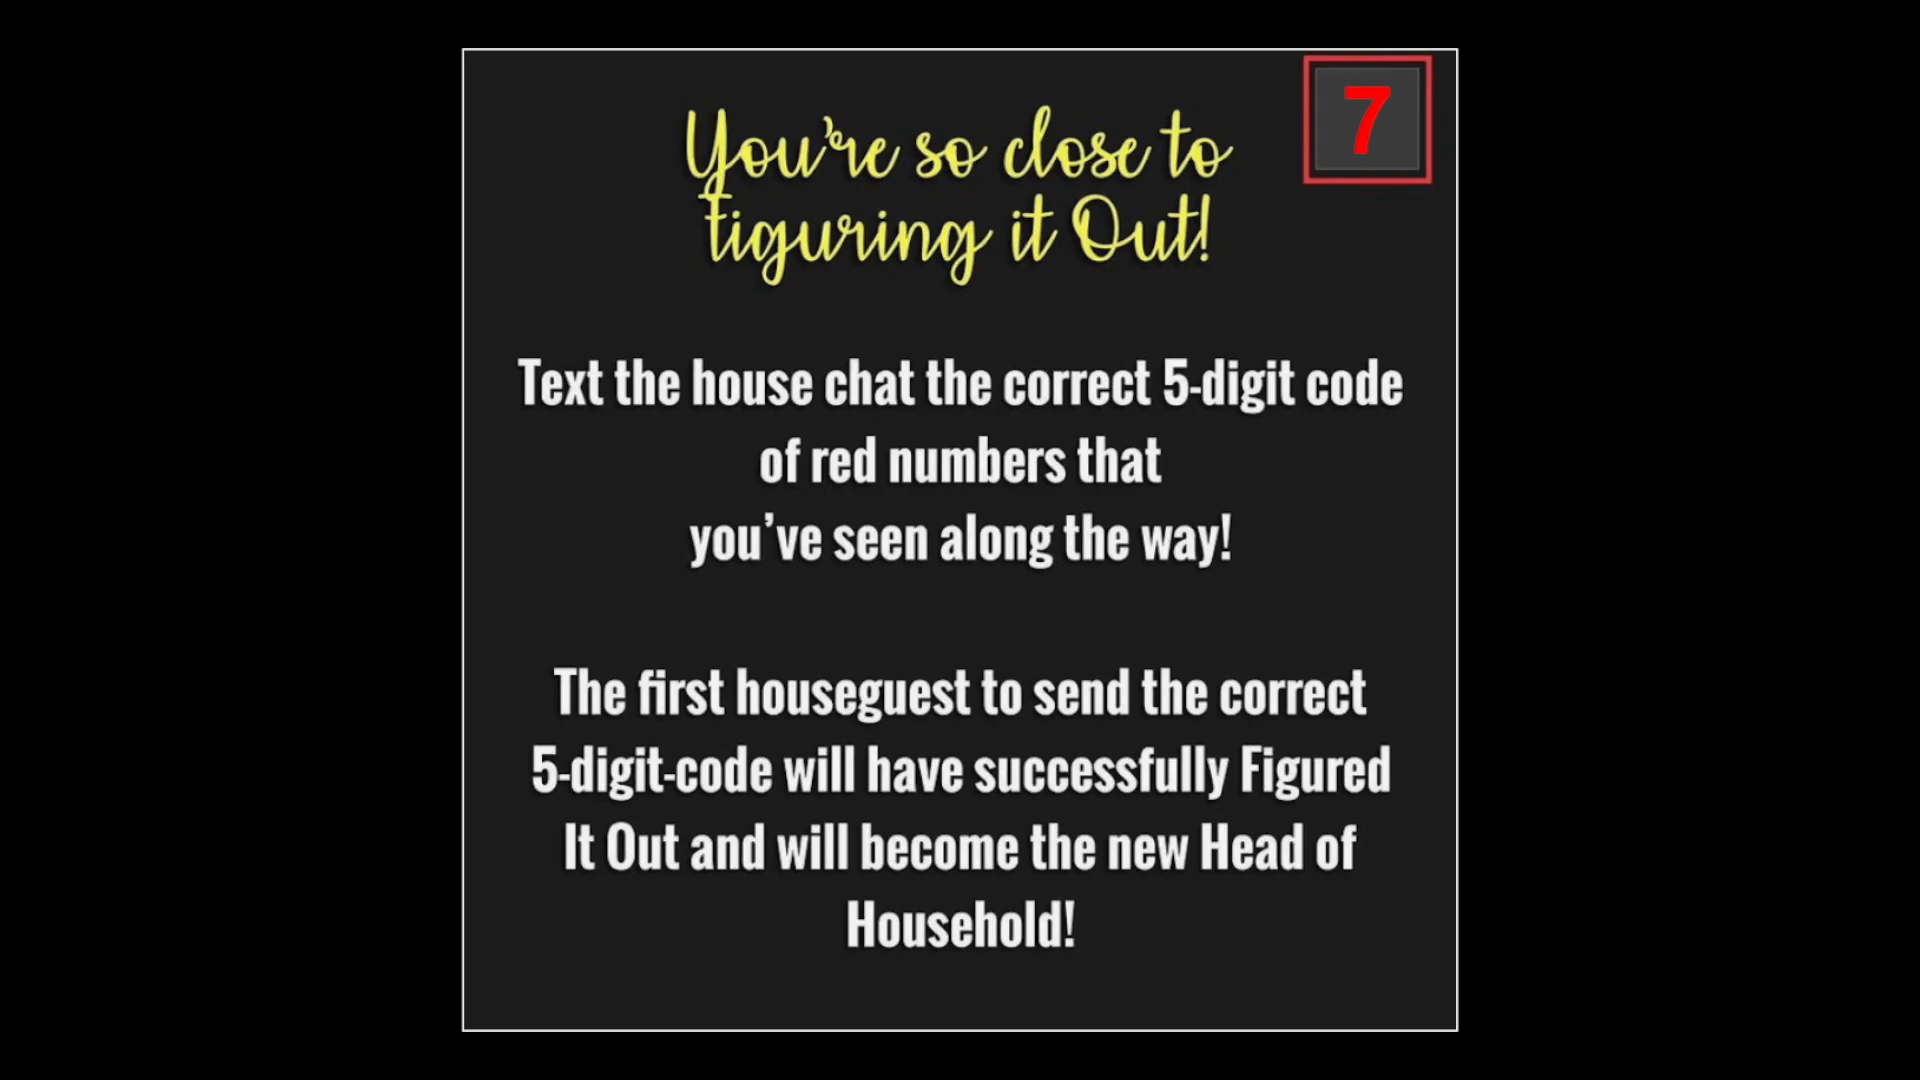 7
You're so close to
figuring it Out!
Text the house chat the correct 5-digit code
of red numbers that
you've seen along the way!
The first houseguest to send the correct
5-digit-code will have successfully Figured
It Out and will become the new Head of
Household!